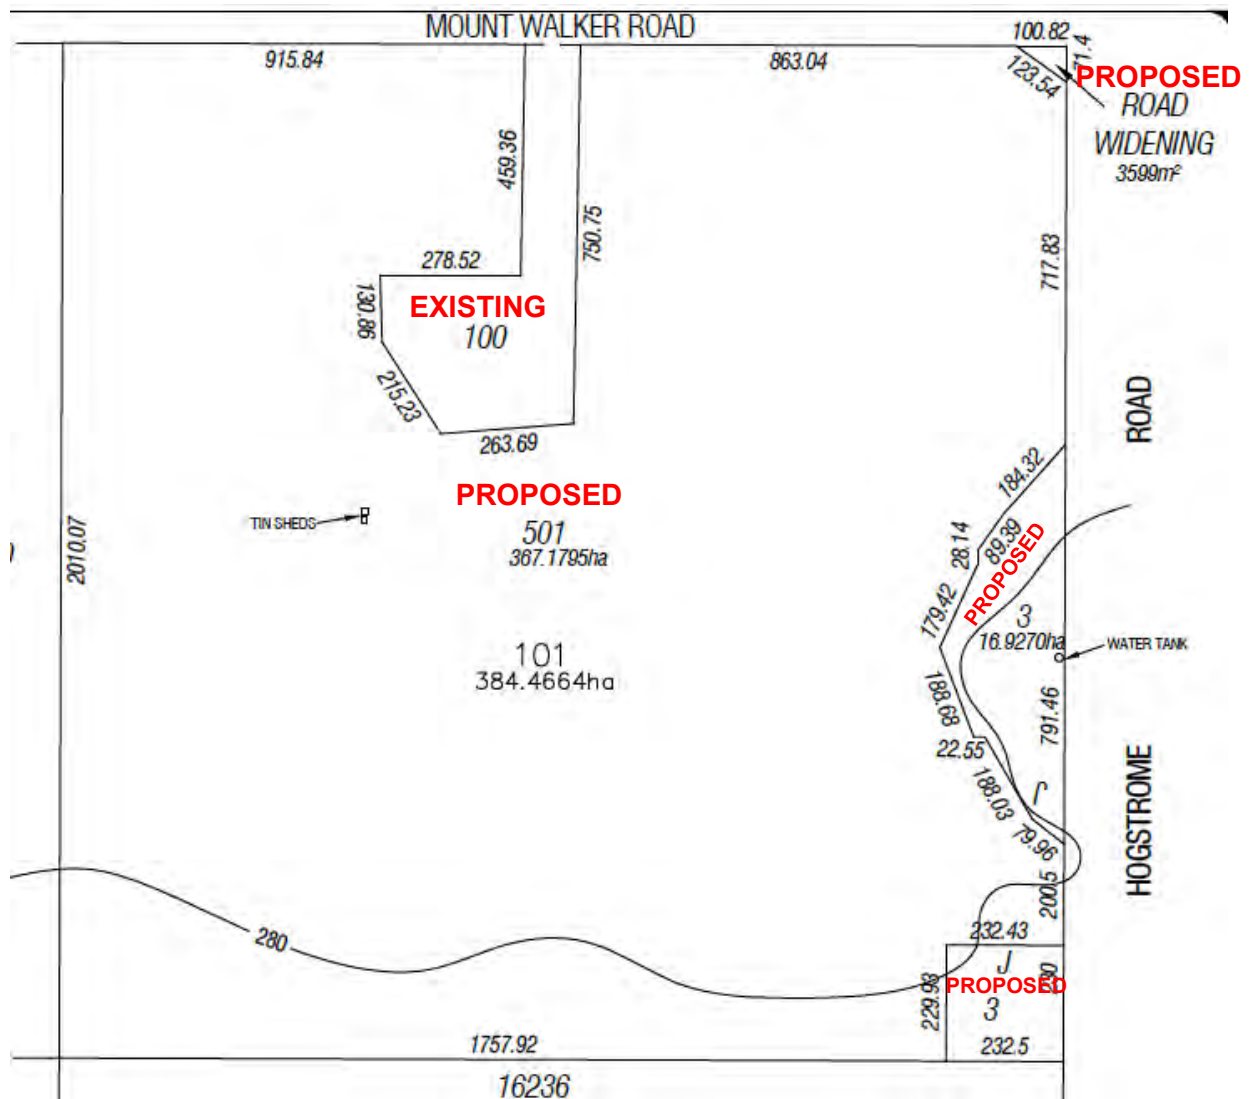 MOUNT WALKER ROAD
100.82
915.84
863.04
71.4
123.54
PROPOSED
ROAD
WIDENING
3599m²
459.36
750.75
717.83
278.52
130.86
EXISTING
100
215.23
263.69
ROAD
184.32
PROPOSED
TIN SHEDS
501
367.1795ha
2010.07
28.14
89.39
PROPOSED
179.42
3
16.9270ha
WATER TANK
101
384.4664ha
188.68
791.46
22.55
188.03
79.96
HOGSTROME
200.5
280
232.43
230
PROPOSED
229.93
3
1757.92
232.5
16236